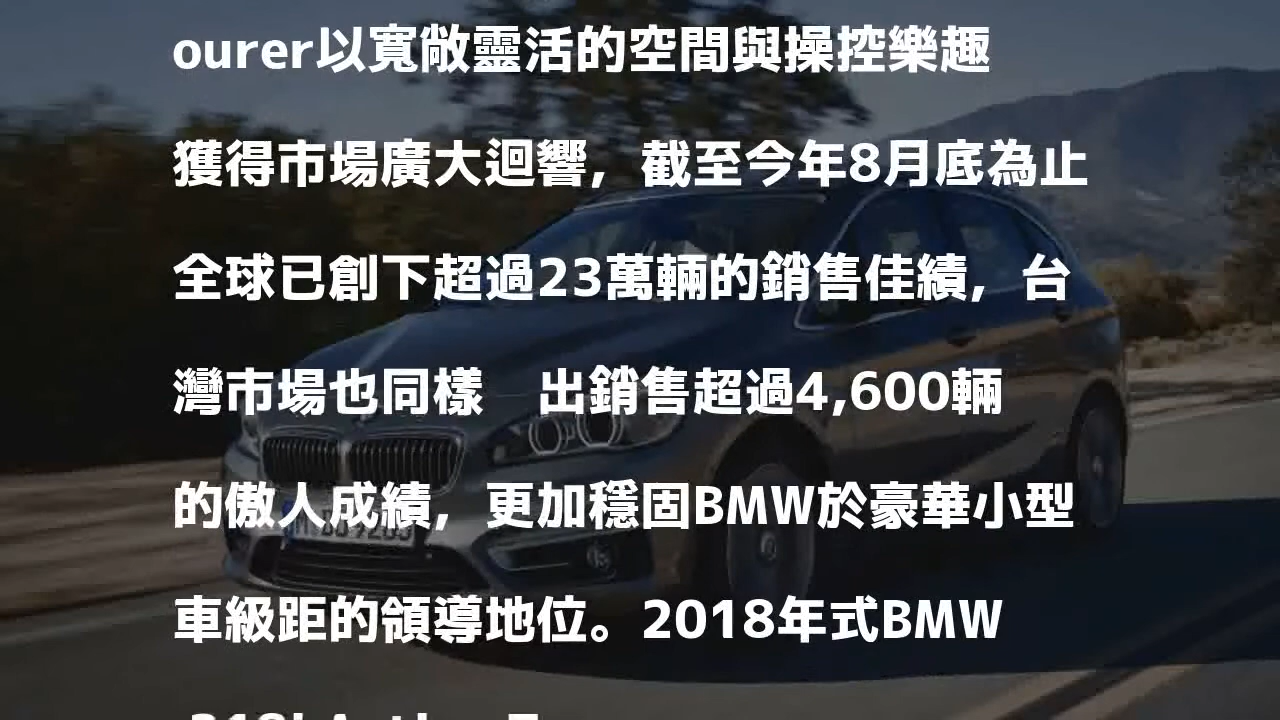 ourer以寬敞靈活的空間與操控樂趣
獲得市場廣大迴響，截至今年8月底為止
全球已創下超過23萬輛的銷售佳績，台
灣市場也同樣　出銷售超過4,600輛
的傲人成績，更加穩固BMW於豪華小型
車級距的領導地位。2018年式BMW